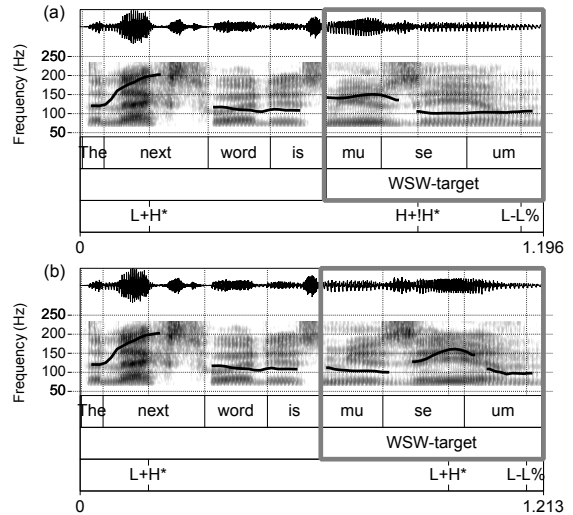 (a)
Frequency (Hz)
250
200
150
100
50
The next word is mu se um
WSW-target
L+H* H+!H* L-L%
0 1.196
(b)
Frequency (Hz)
250
200
150
100
50
The next word is mu se um
WSW-target
L+H* L+H* L-L%
0 1.213